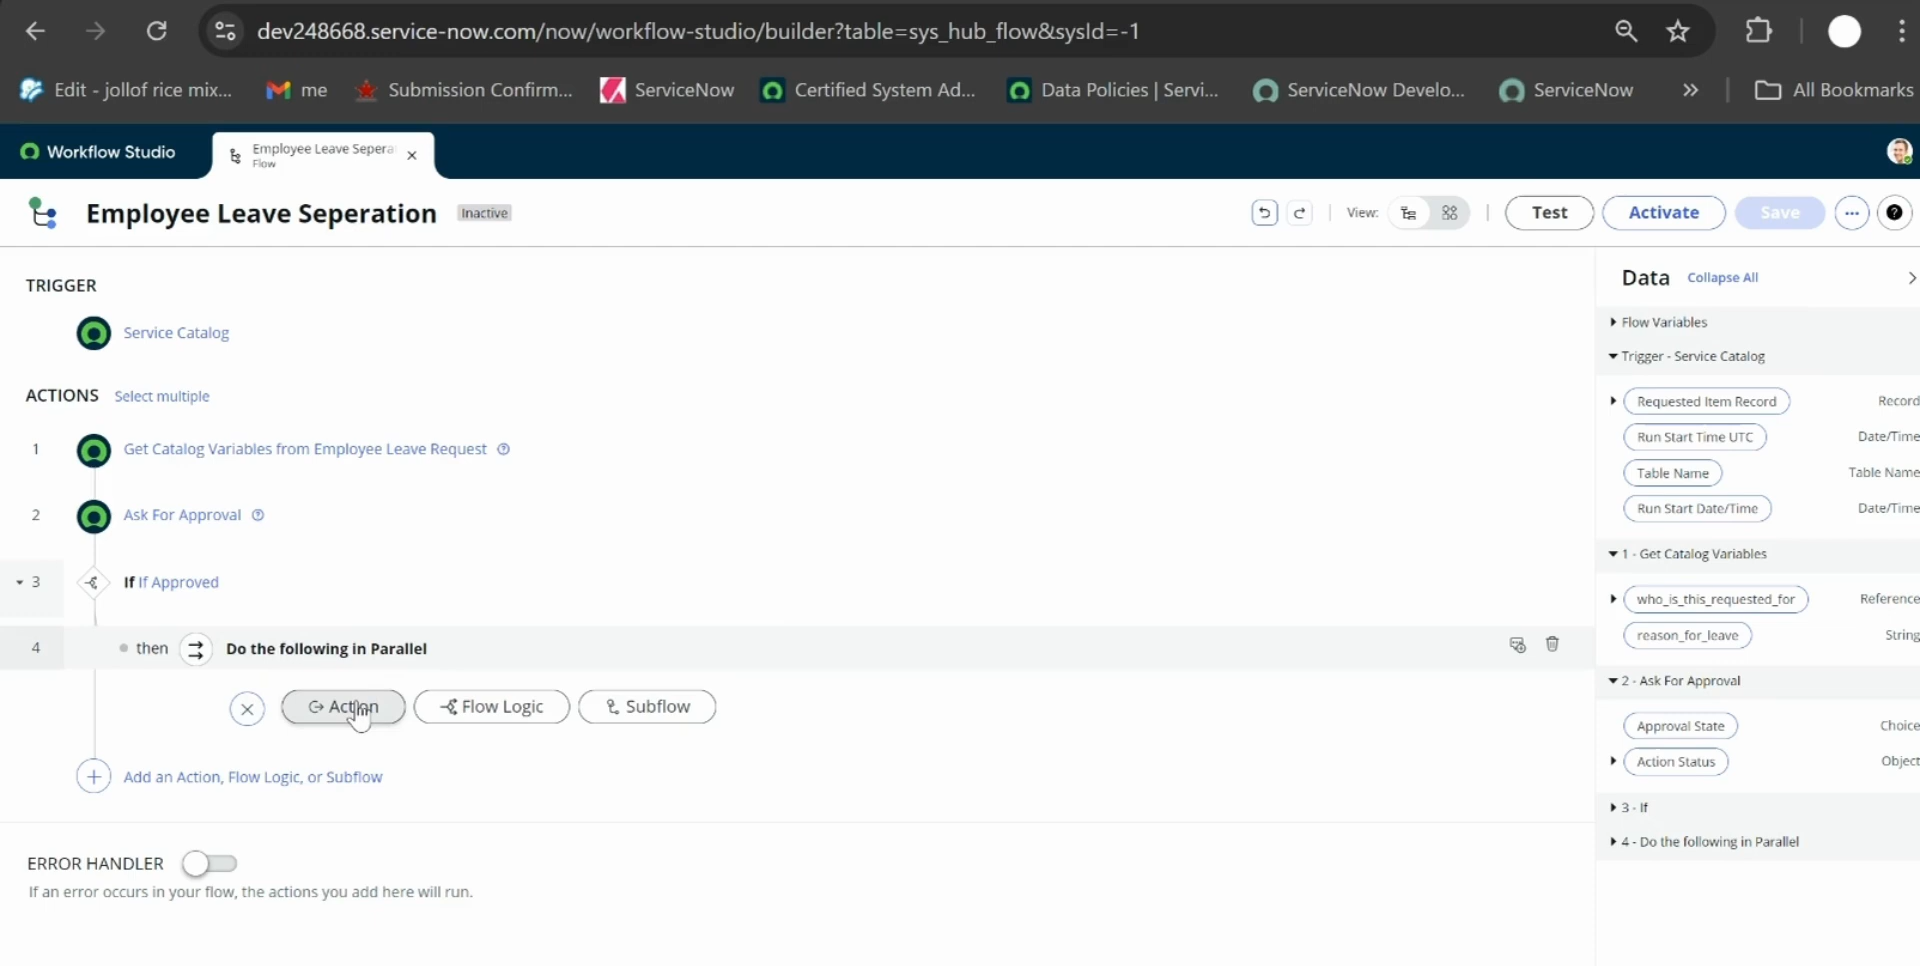 dev248668.service-now.com/now/workflow-studio/builder?table=sys_hub_flow&sysId=-1
Edit - jollof rice mix... me Submission Confirm... ServiceNow Certified System Ad... Data Policies | Servi... ServiceNow Develo... ServiceNow » All Bookmarks
Workflow Studio
Employee Leave Sepera
Flow
Employee Leave Seperation Inactive View: Test Activate Save ... ?
TRIGGER
Service Catalog
ACTIONS Select multiple
1 Get Catalog Variables from Employee Leave Request ?
2 Ask For Approval ?
3 If If Approved
4 then Do the following in Parallel
Action Flow Logic Subflow
Add an Action, Flow Logic, or Subflow
ERROR HANDLER
If an error occurs in your flow, the actions you add here will run.
Data Collapse All
Flow Variables
Trigger - Service Catalog
Requested Item Record Record
Run Start Time UTC Date/Time
Table Name Table Name
Run Start Date/Time Date/Time
1 - Get Catalog Variables
who_is_this_requested_for Reference
reason_for_leave String
2 - Ask For Approval
Approval State Choice
Action Status Object
3 - If
4 - Do the following in Parallel